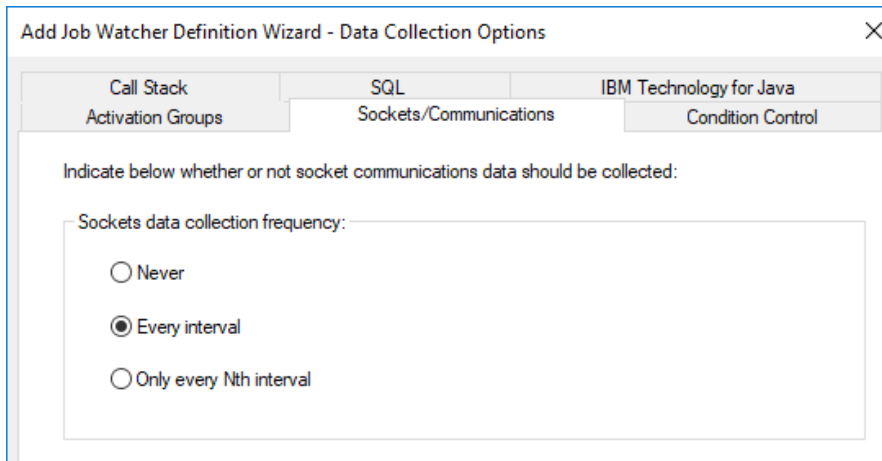 Add Job Watcher Definition Wizard - Data Collection Options
Call Stack SQL IBM Technology for Java
Activation Groups Sockets/Communications Condition Control
Indicate below whether or not socket communications data should be collected:
Sockets data collection frequency:
Never
Every interval
Only every Nth interval